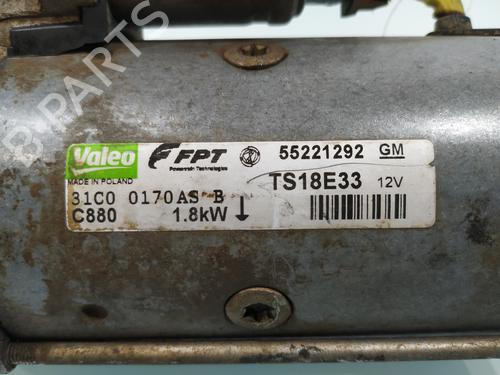 B PARTS
Valeo FPT 55221292 GM
Powertrain Technologies
MADE IN POLAND TS18E33 12V
31C0 0170AS B
C880 1.8kW